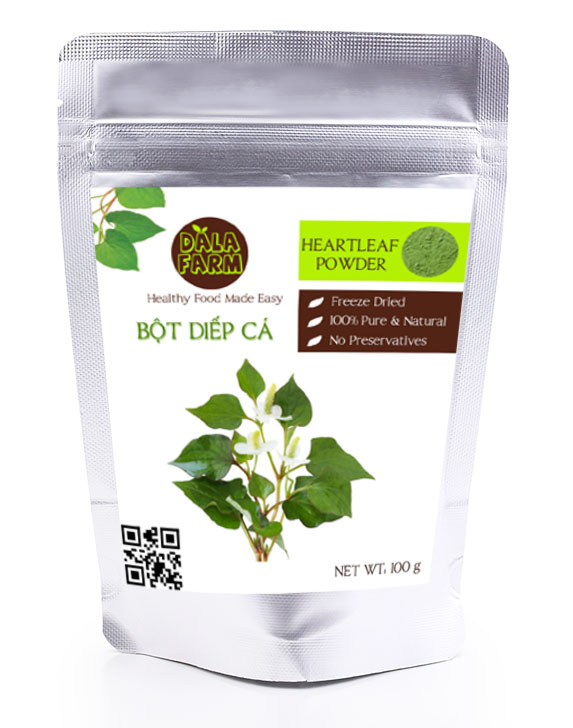 DALA
FARM
Healthy Food Made Easy
BỘT DIẾP CÁ
HEARTLEAF
POWDER
Freeze Dried
100% Pure & Natural
No Preservatives
NET WT: 100 g